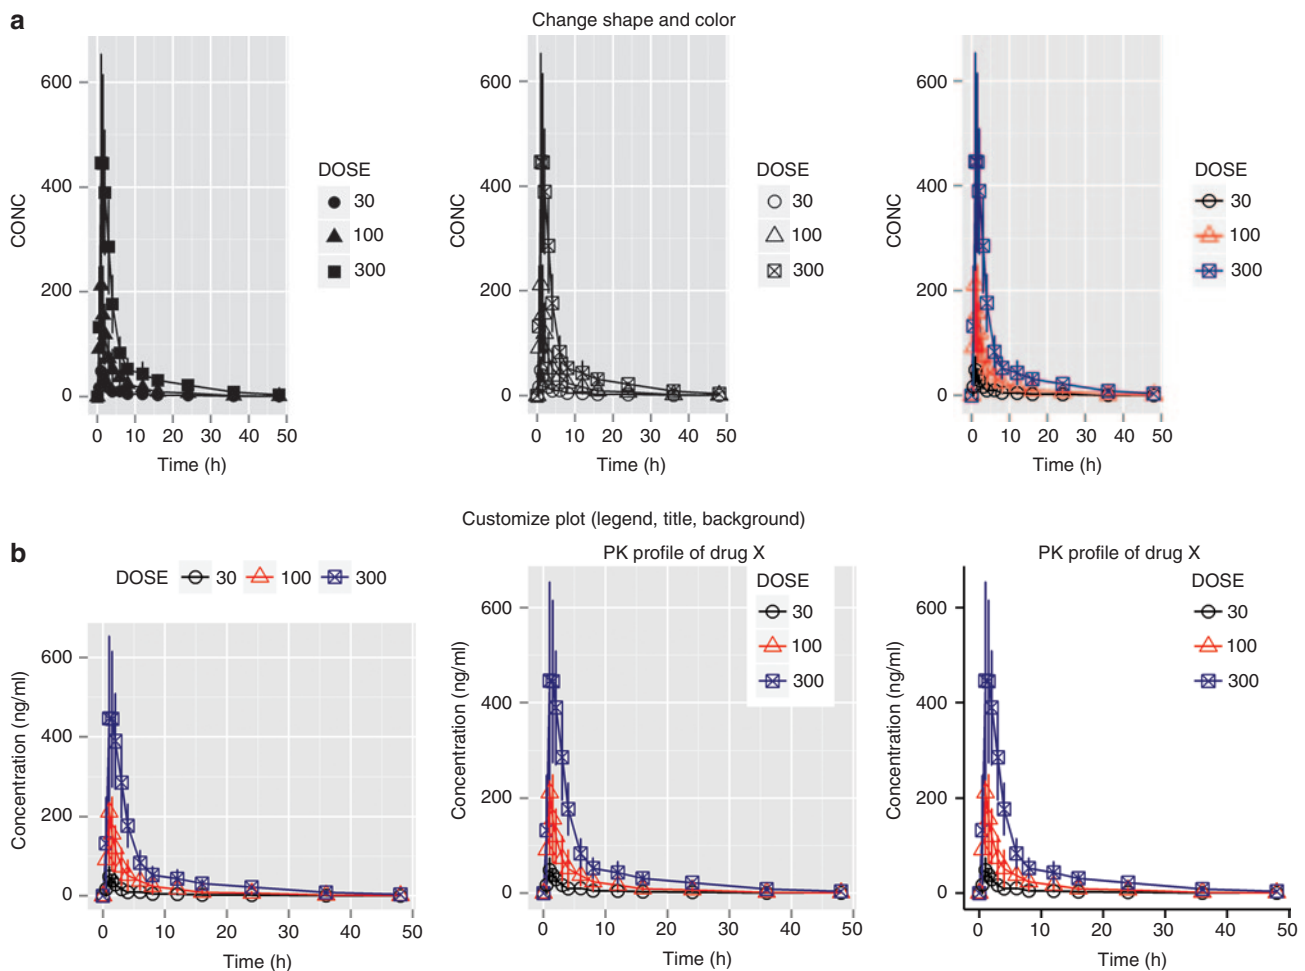 a
Change shape and color
CONC
600
400
200
0
0 10 20 30 40 50
Time (h)
DOSE
30
100
300
CONC
600
400
200
0
0 10 20 30 40 50
Time (h)
DOSE
30
100
300
CONC
600
400
200
0
0 10 20 30 40 50
Time (h)
DOSE
30
100
300
b
Customize plot (legend, title, background)
DOSE 30 100 300
Concentration (ng/ml)
600
400
200
0
0 10 20 30 40 50
Time (h)
PK profile of drug X
Concentration (ng/ml)
600
400
200
0
0 10 20 30 40 50
Time (h)
DOSE
30
100
300
PK profile of drug X
Concentration (ng/ml)
600
400
200
0
0 10 20 30 40 50
Time (h)
DOSE
30
100
300